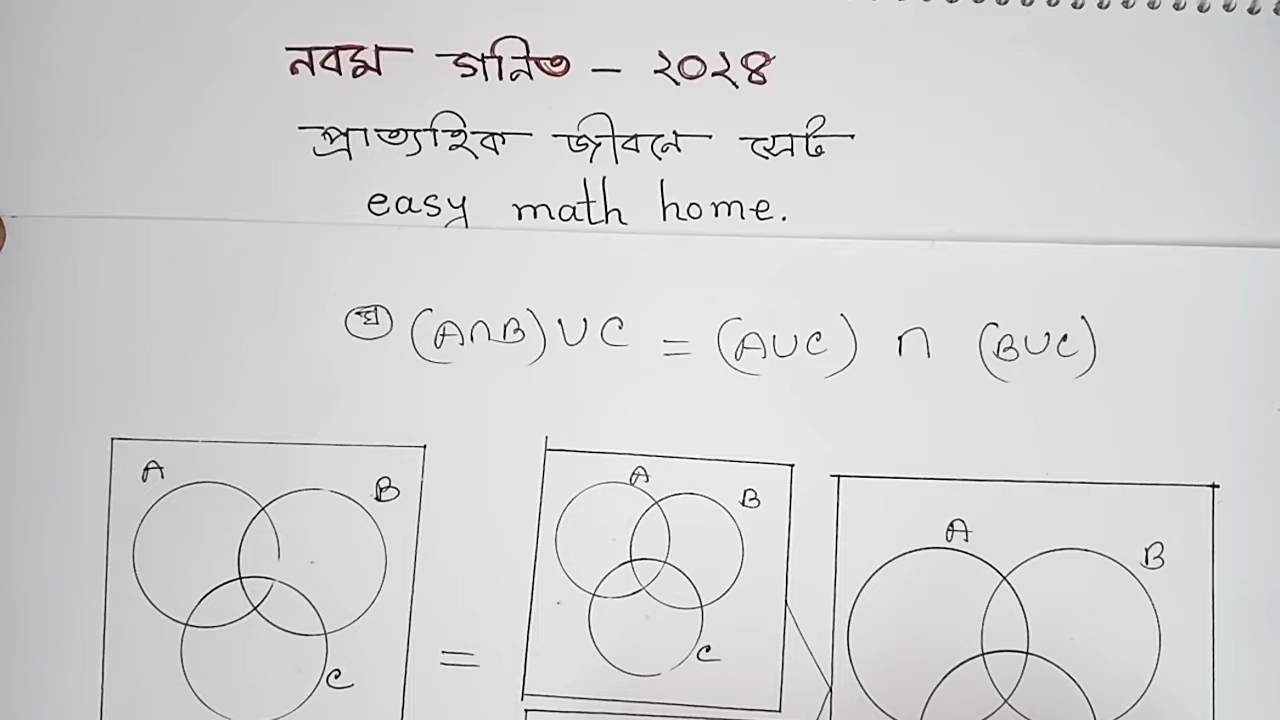 নবম গনিত – ২০২৪
প্রাত্যহিক জীবনে সেট
easy math home.
ঘ (A∩B)∪C = (A∪C) ∩ (B∪C)
A B C
=
A B C
A B